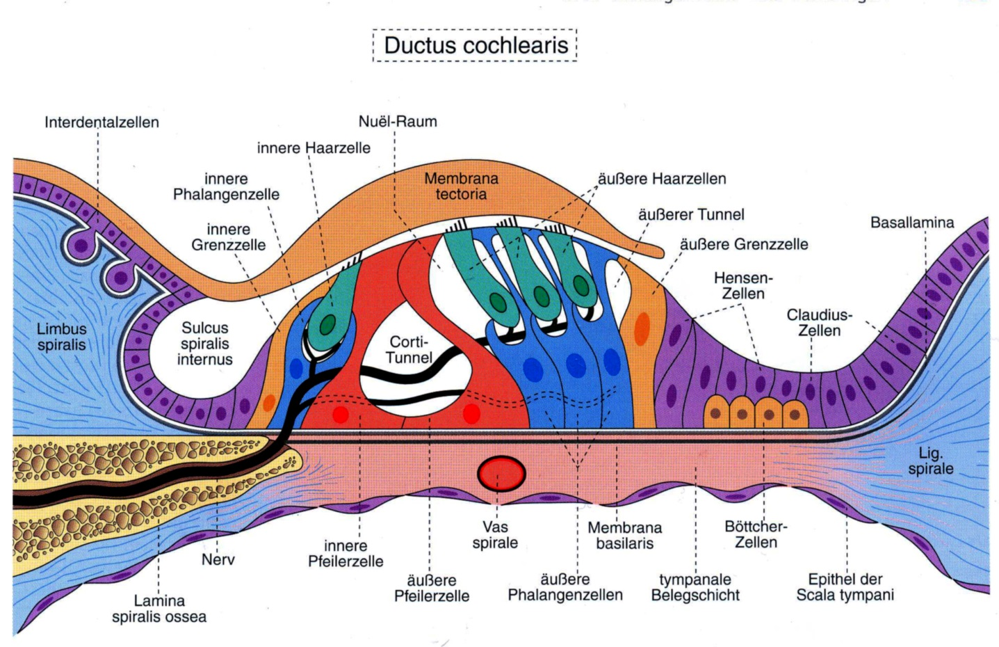 Ductus cochlearis
Interdentalzellen
Nuël-Raum
innere Haarzelle
innere
Phalangenzelle
Membrana
tectoria
äußere Haarzellen
äußerer Tunnel
innere
Grenzzelle
äußere Grenzzelle
Basallamina
Hensen-
Zellen
Claudius-
Zellen
Limbus
spiralis
Sulcus
spiralis
internus
Corti-
Tunnel
Lig.
spirale
Vas
spirale
Membrana
basilaris
Böttcher-
Zellen
innere
Pfeilerzelle
Nerv
äußere
Pfeilerzelle
äußere
Phalangenzellen
tympanale
Belegschicht
Epithel der
Scala tympani
Lamina
spiralis ossea